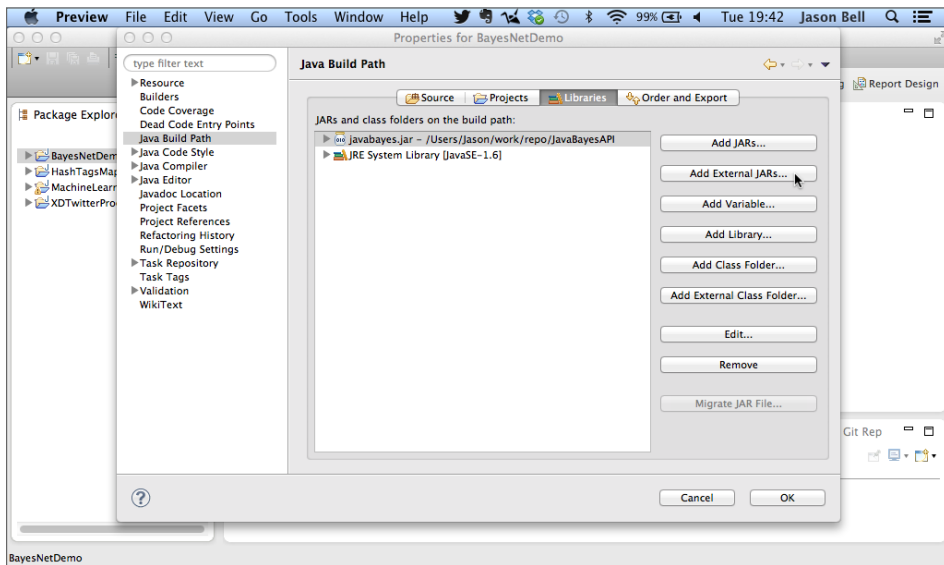 Preview File Edit View Go Tools Window Help 99% Tue 19:42 Jason Bell
Properties for BayesNetDemo
type filter text
Java Build Path
Report Design
Resource
Builders
Code Coverage
Dead Code Entry Points
Java Build Path
Java Code Style
Java Compiler
Java Editor
Javadoc Location
Project Facets
Project References
Refactoring History
Run/Debug Settings
Task Repository
Task Tags
Validation
WikiText
Package Explor
BayesNetDem
HashTagsMap
MachineLearn
XDTwitterPro
Source Projects Libraries Order and Export
JARs and class folders on the build path:
javabayes.jar - /Users/Jason/work/repo/JavaBayesAPI
JRE System Library [JavaSE-1.6]
Add JARs...
Add External JARs...
Add Variable...
Add Library...
Add Class Folder...
Add External Class Folder...
Edit...
Remove
Migrate JAR File...
Git Rep
Cancel OK
BayesNetDemo